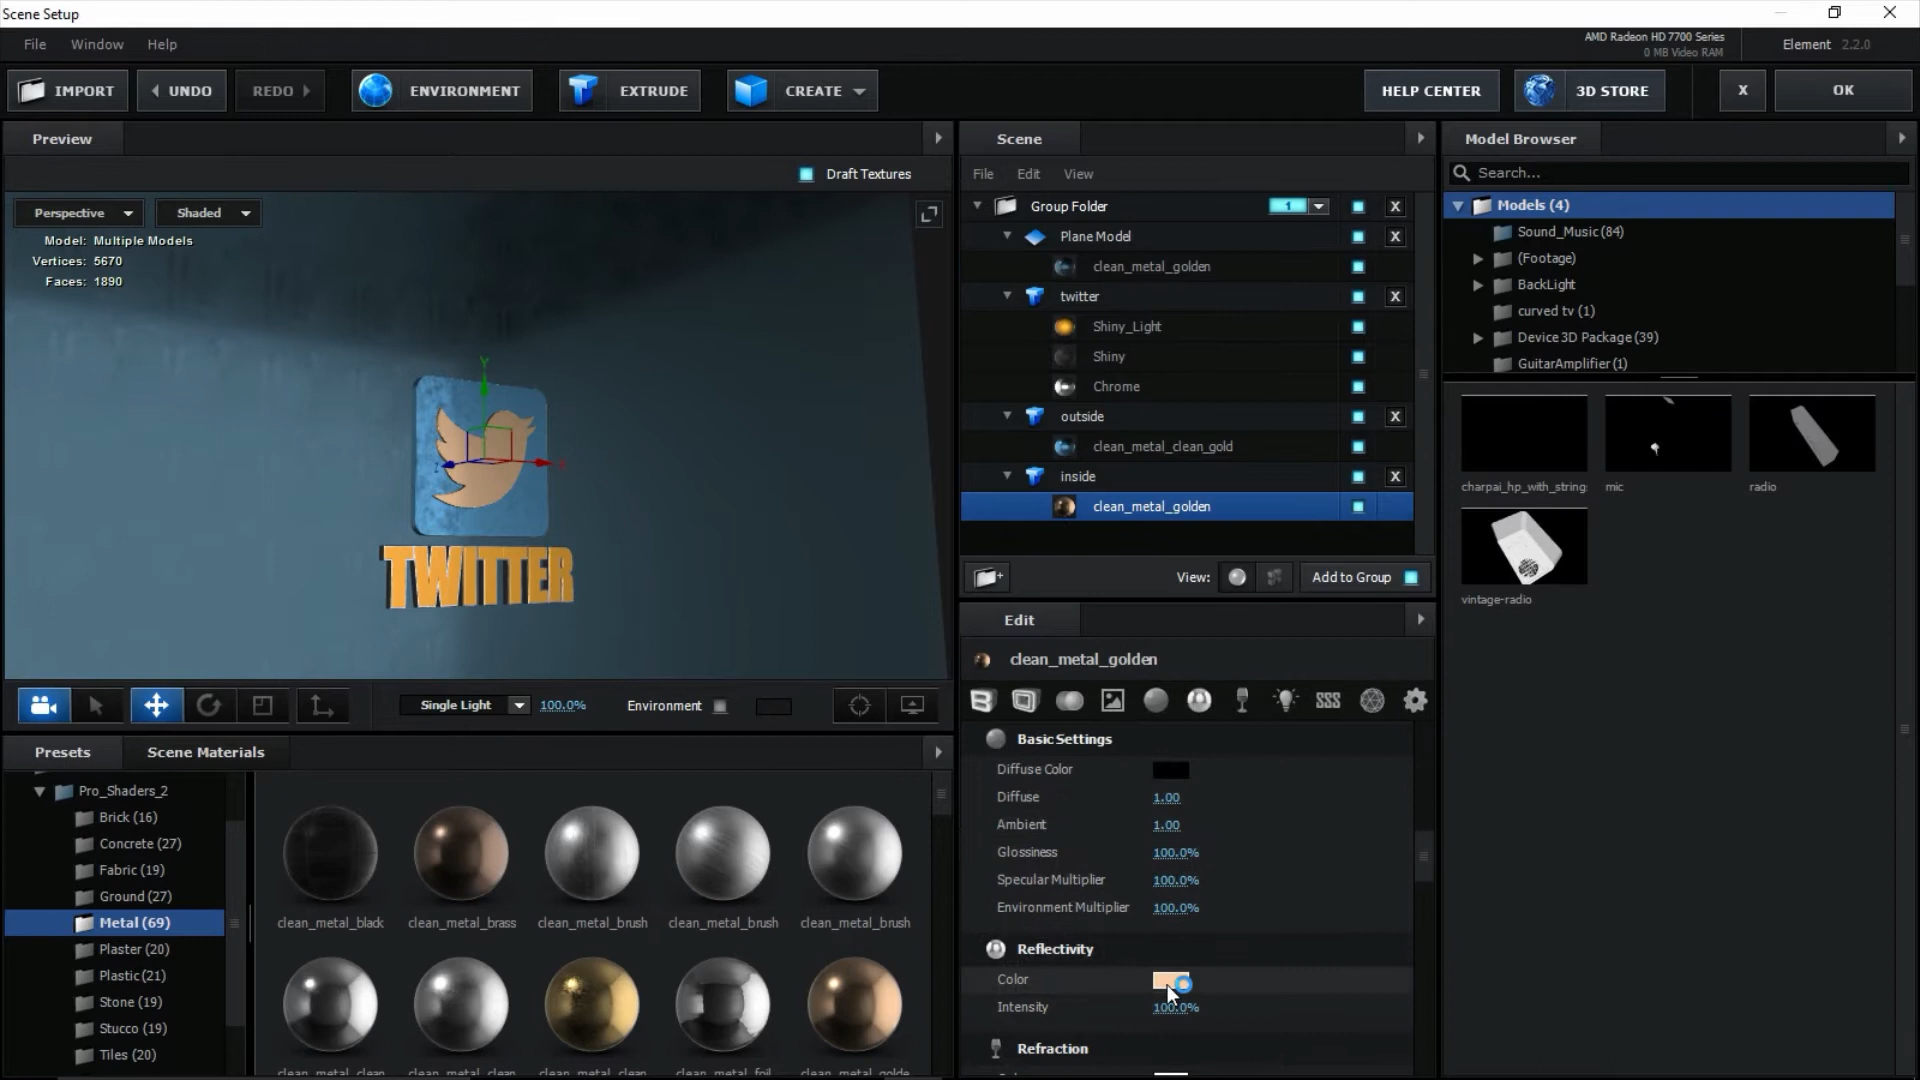 Scene Setup
File Window Help
AMD Radeon HD 7700 Series
0 MB Video RAM
Element 2.2.0
IMPORT UNDO REDO ENVIRONMENT EXTRUDE CREATE HELP CENTER 3D STORE X OK
Preview
Draft Textures
Perspective Shaded
Model: Multiple Models
Vertices: 5670
Faces: 1890
TWITTER
Single Light 100.0% Environment
Presets Scene Materials
Pro_Shaders_2
Brick (16)
Concrete (27)
Fabric (19)
Ground (27)
Metal (69)
Plaster (20)
Plastic (21)
Stone (19)
Stucco (19)
Tiles (20)
clean_metal_black clean_metal_brass clean_metal_brush clean_metal_brush clean_metal_brush
clean_metal_clean clean_metal_clean clean_metal_clean clean_metal_foil clean_metal_golde
Scene
File Edit View
Group Folder 1 X
Plane Model X
clean_metal_golden
twitter X
Shiny_Light
Shiny
Chrome
outside X
clean_metal_clean_gold
inside X
clean_metal_golden
View: Add to Group
Edit
clean_metal_golden
Basic Settings
Diffuse Color
Diffuse 1.00
Ambient 1.00
Glossiness 100.0%
Specular Multiplier 100.0%
Environment Multiplier 100.0%
Reflectivity
Color
Intensity 100.0%
Refraction
Model Browser
Search...
Models (4)
Sound_Music (84)
(Footage)
BackLight
curved tv (1)
Device 3D Package (39)
GuitarAmplifier (1)
charpai_hp_with_strings mic radio
vintage-radio